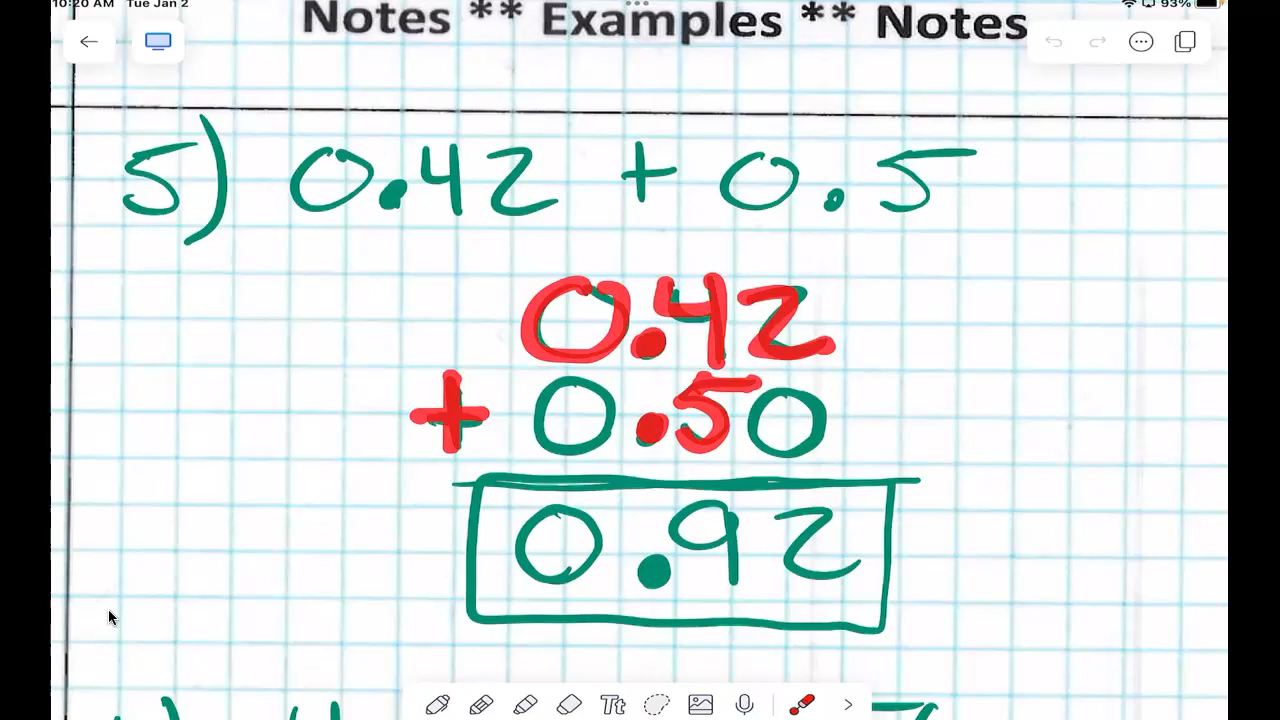 10:20 AM Tue Jan 2
93%
Notes ** Examples ** Notes
5) 0.42 + 0.5
0.42
+ 0.50
0.92
Tt